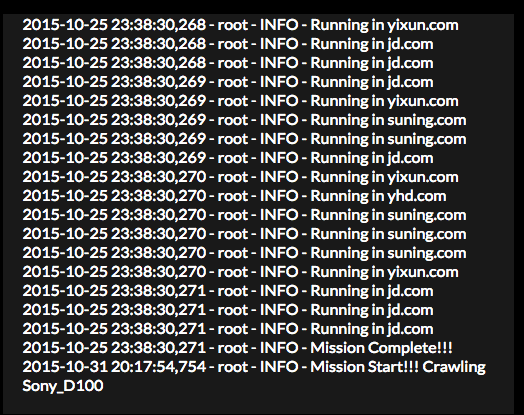 2015-10-25 23:38:30,268 - root - INFO - Running in yixun.com
2015-10-25 23:38:30,268 - root - INFO - Running in jd.com
2015-10-25 23:38:30,268 - root - INFO - Running in jd.com
2015-10-25 23:38:30,269 - root - INFO - Running in jd.com
2015-10-25 23:38:30,269 - root - INFO - Running in yixun.com
2015-10-25 23:38:30,269 - root - INFO - Running in suning.com
2015-10-25 23:38:30,269 - root - INFO - Running in suning.com
2015-10-25 23:38:30,269 - root - INFO - Running in jd.com
2015-10-25 23:38:30,270 - root - INFO - Running in yixun.com
2015-10-25 23:38:30,270 - root - INFO - Running in yhd.com
2015-10-25 23:38:30,270 - root - INFO - Running in suning.com
2015-10-25 23:38:30,270 - root - INFO - Running in suning.com
2015-10-25 23:38:30,270 - root - INFO - Running in suning.com
2015-10-25 23:38:30,270 - root - INFO - Running in yixun.com
2015-10-25 23:38:30,271 - root - INFO - Running in jd.com
2015-10-25 23:38:30,271 - root - INFO - Running in jd.com
2015-10-25 23:38:30,271 - root - INFO - Running in jd.com
2015-10-25 23:38:30,271 - root - INFO - Mission Complete!!!
2015-10-31 20:17:54,754 - root - INFO - Mission Start!!! Crawling
Sony_D100